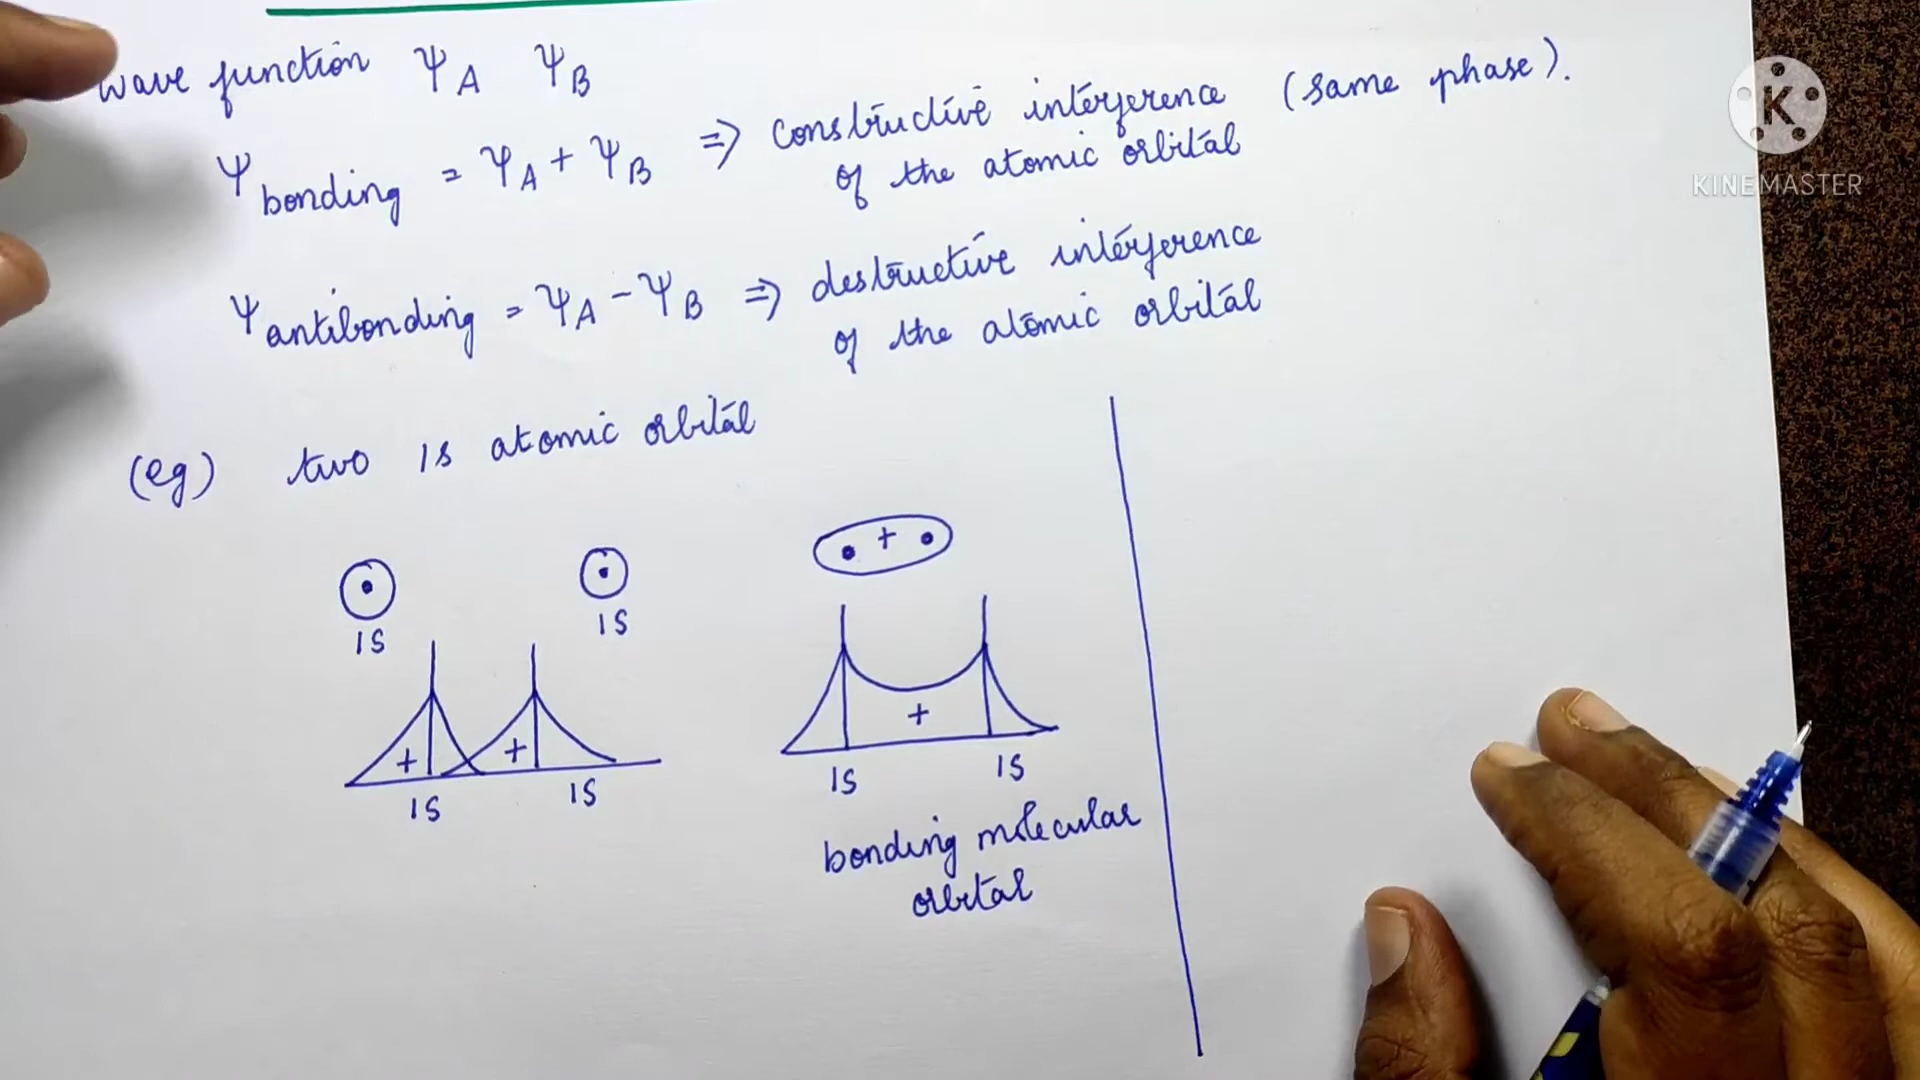 wave function ΨA ΨB
Ψbonding = ΨA + ΨB ⇒ constructive interference (same phase).
of the atomic orbital
Ψantibonding = ΨA - ΨB ⇒ destructive interference
of the atomic orbital
(eg) two 1s atomic orbital
+
1S 1S
+
+ +
1S 1S
1S 1S
bonding molecular
orbital
K
KINEMASTER